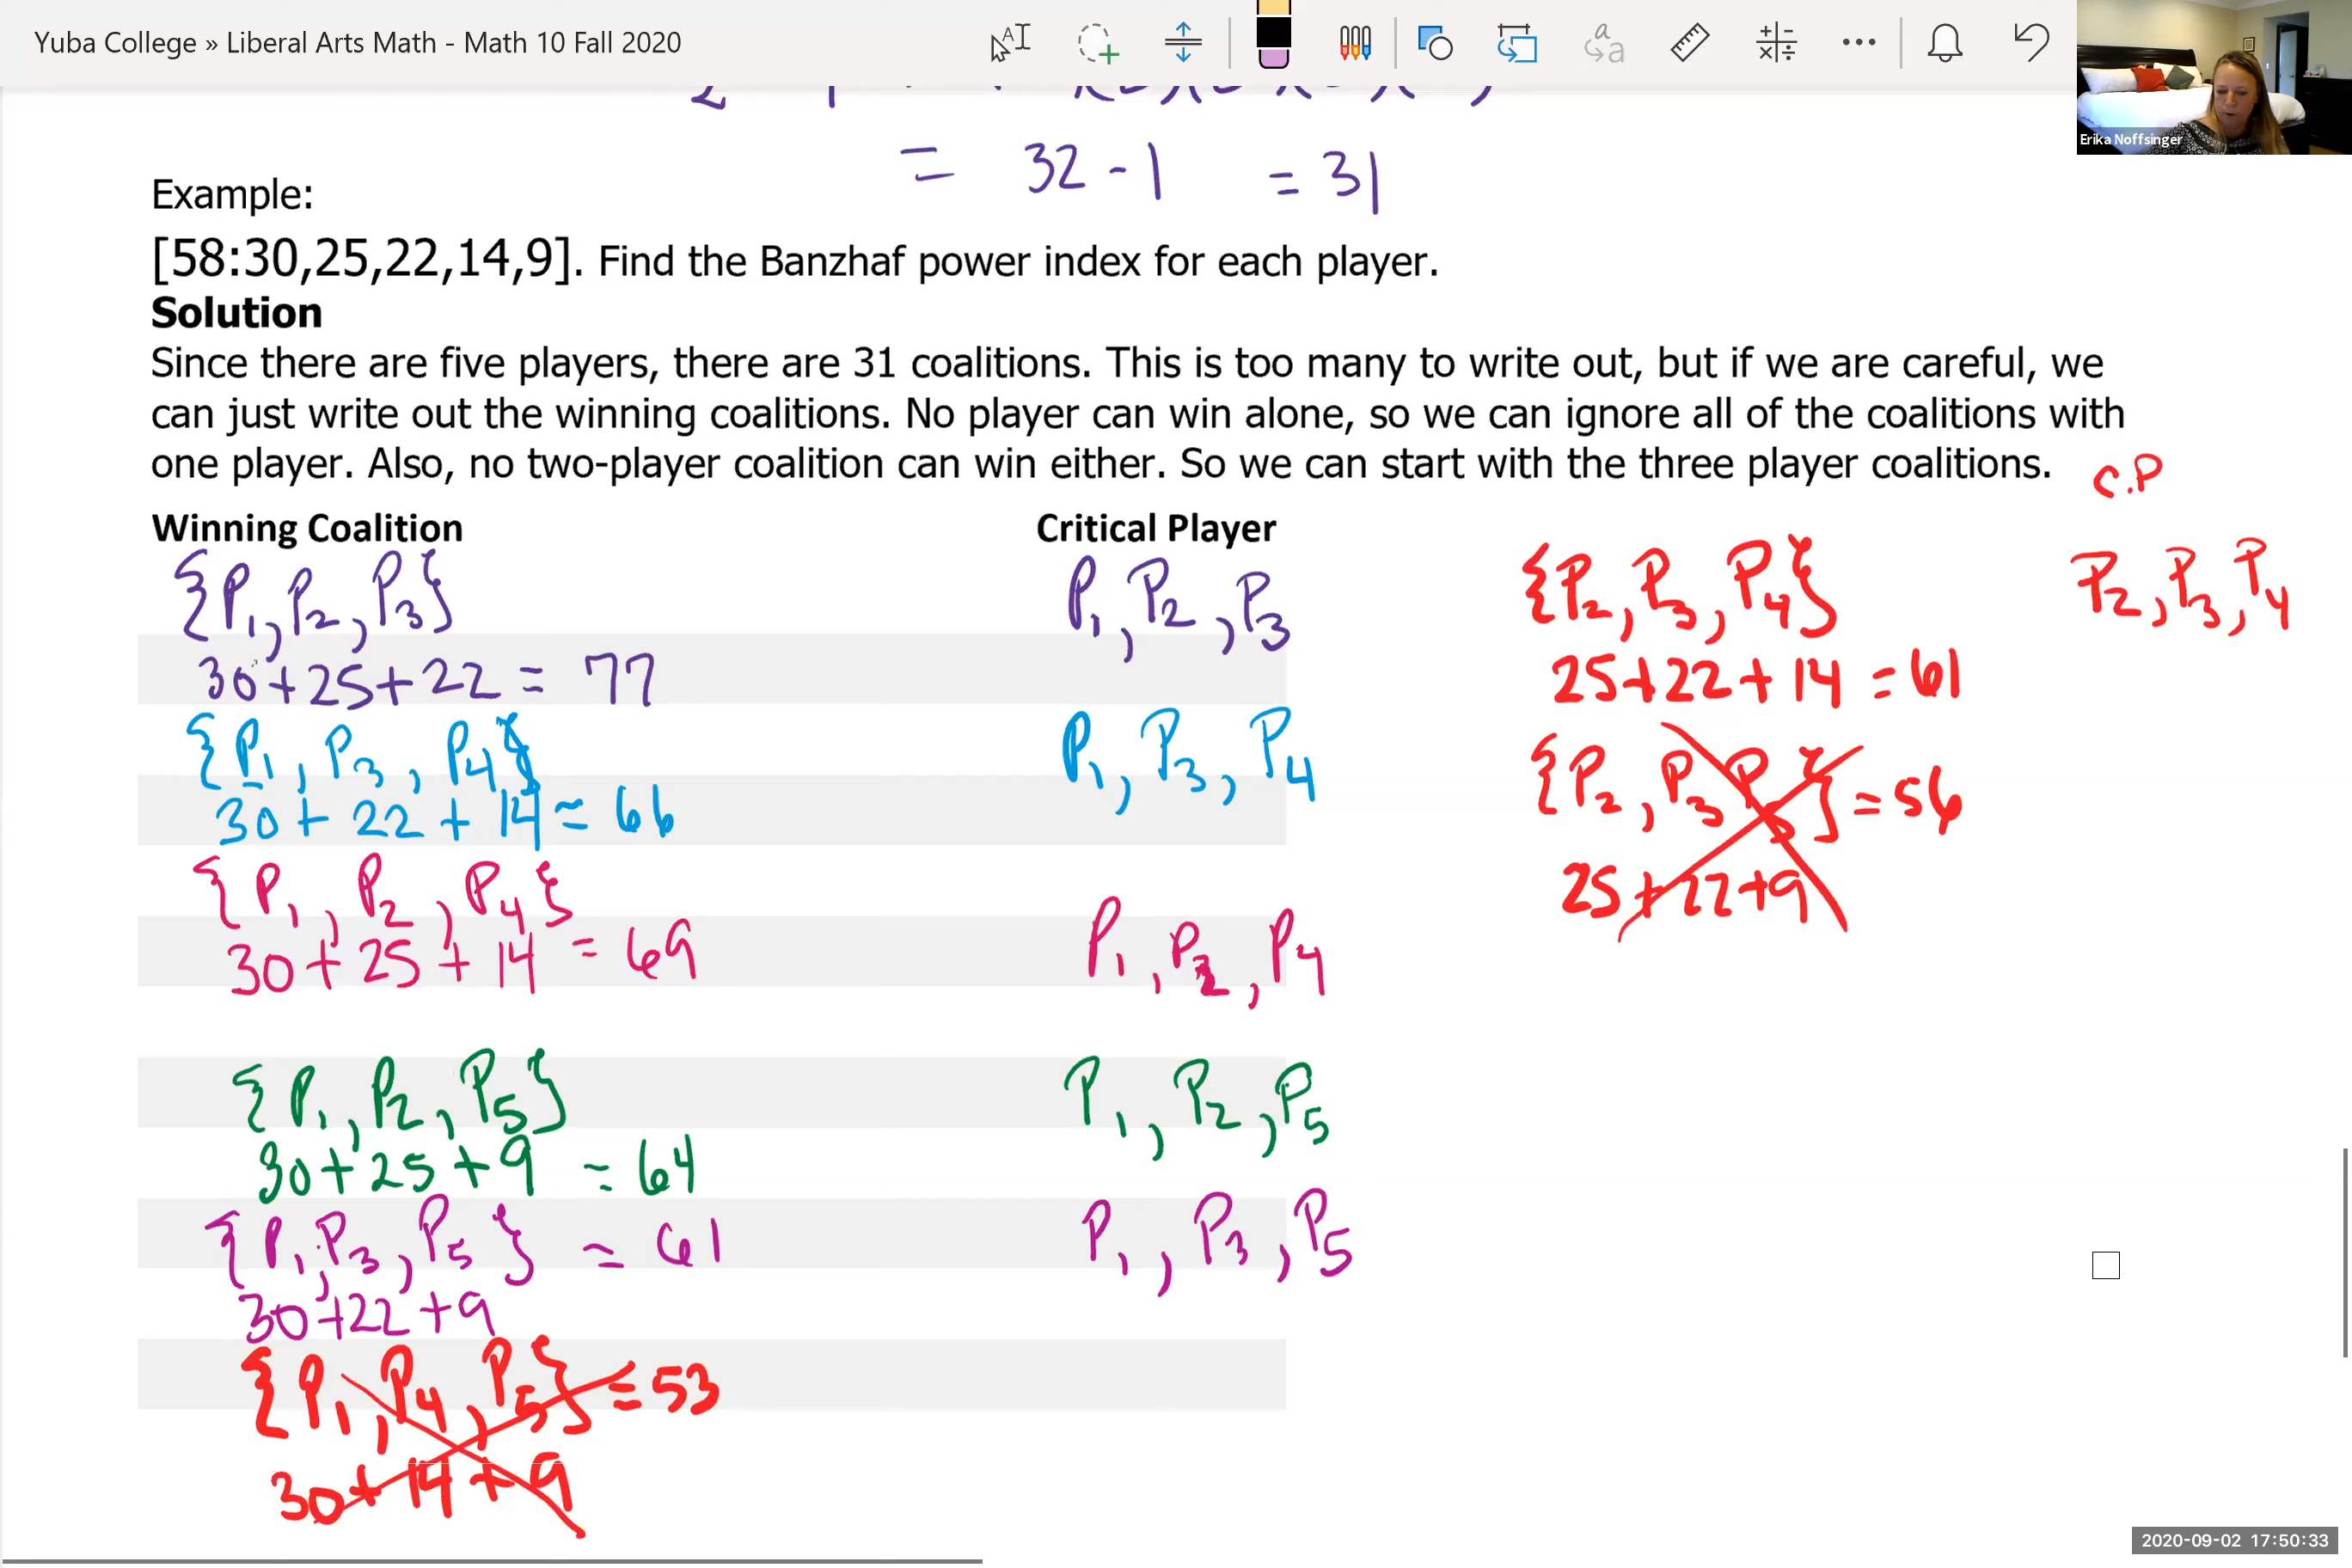 Yuba College » Liberal Arts Math - Math 10 Fall 2020
Erika Noffsinger
= 32 - 1 = 31
Example:
[58:30,25,22,14,9]. Find the Banzhaf power index for each player.
Solution
Since there are five players, there are 31 coalitions. This is too many to write out, but if we are careful, we
can just write out the winning coalitions. No player can win alone, so we can ignore all of the coalitions with
one player. Also, no two-player coalition can win either. So we can start with the three player coalitions.
Winning Coalition Critical Player
{P1, P2, P3} P1, P2, P3
30+25+22 = 77
{P1, P3, P4} P1, P3, P4
30 + 22 + 14 = 66
{P1, P2, P4} P1, P2, P4
30 + 25 + 14 = 69
{P1, P2, P5} P1, P2, P5
30+25+9 = 64
{P1, P3, P5} = 61 P1, P3, P5
30+22+9
{P1, P4, P5} = 53
30+14+9
C.P
{P2, P3, P4} P2, P3, P4
25+22+14 = 61
{P2, P3 P5} = 56
25+22+9
2020-09-02 17:50:33